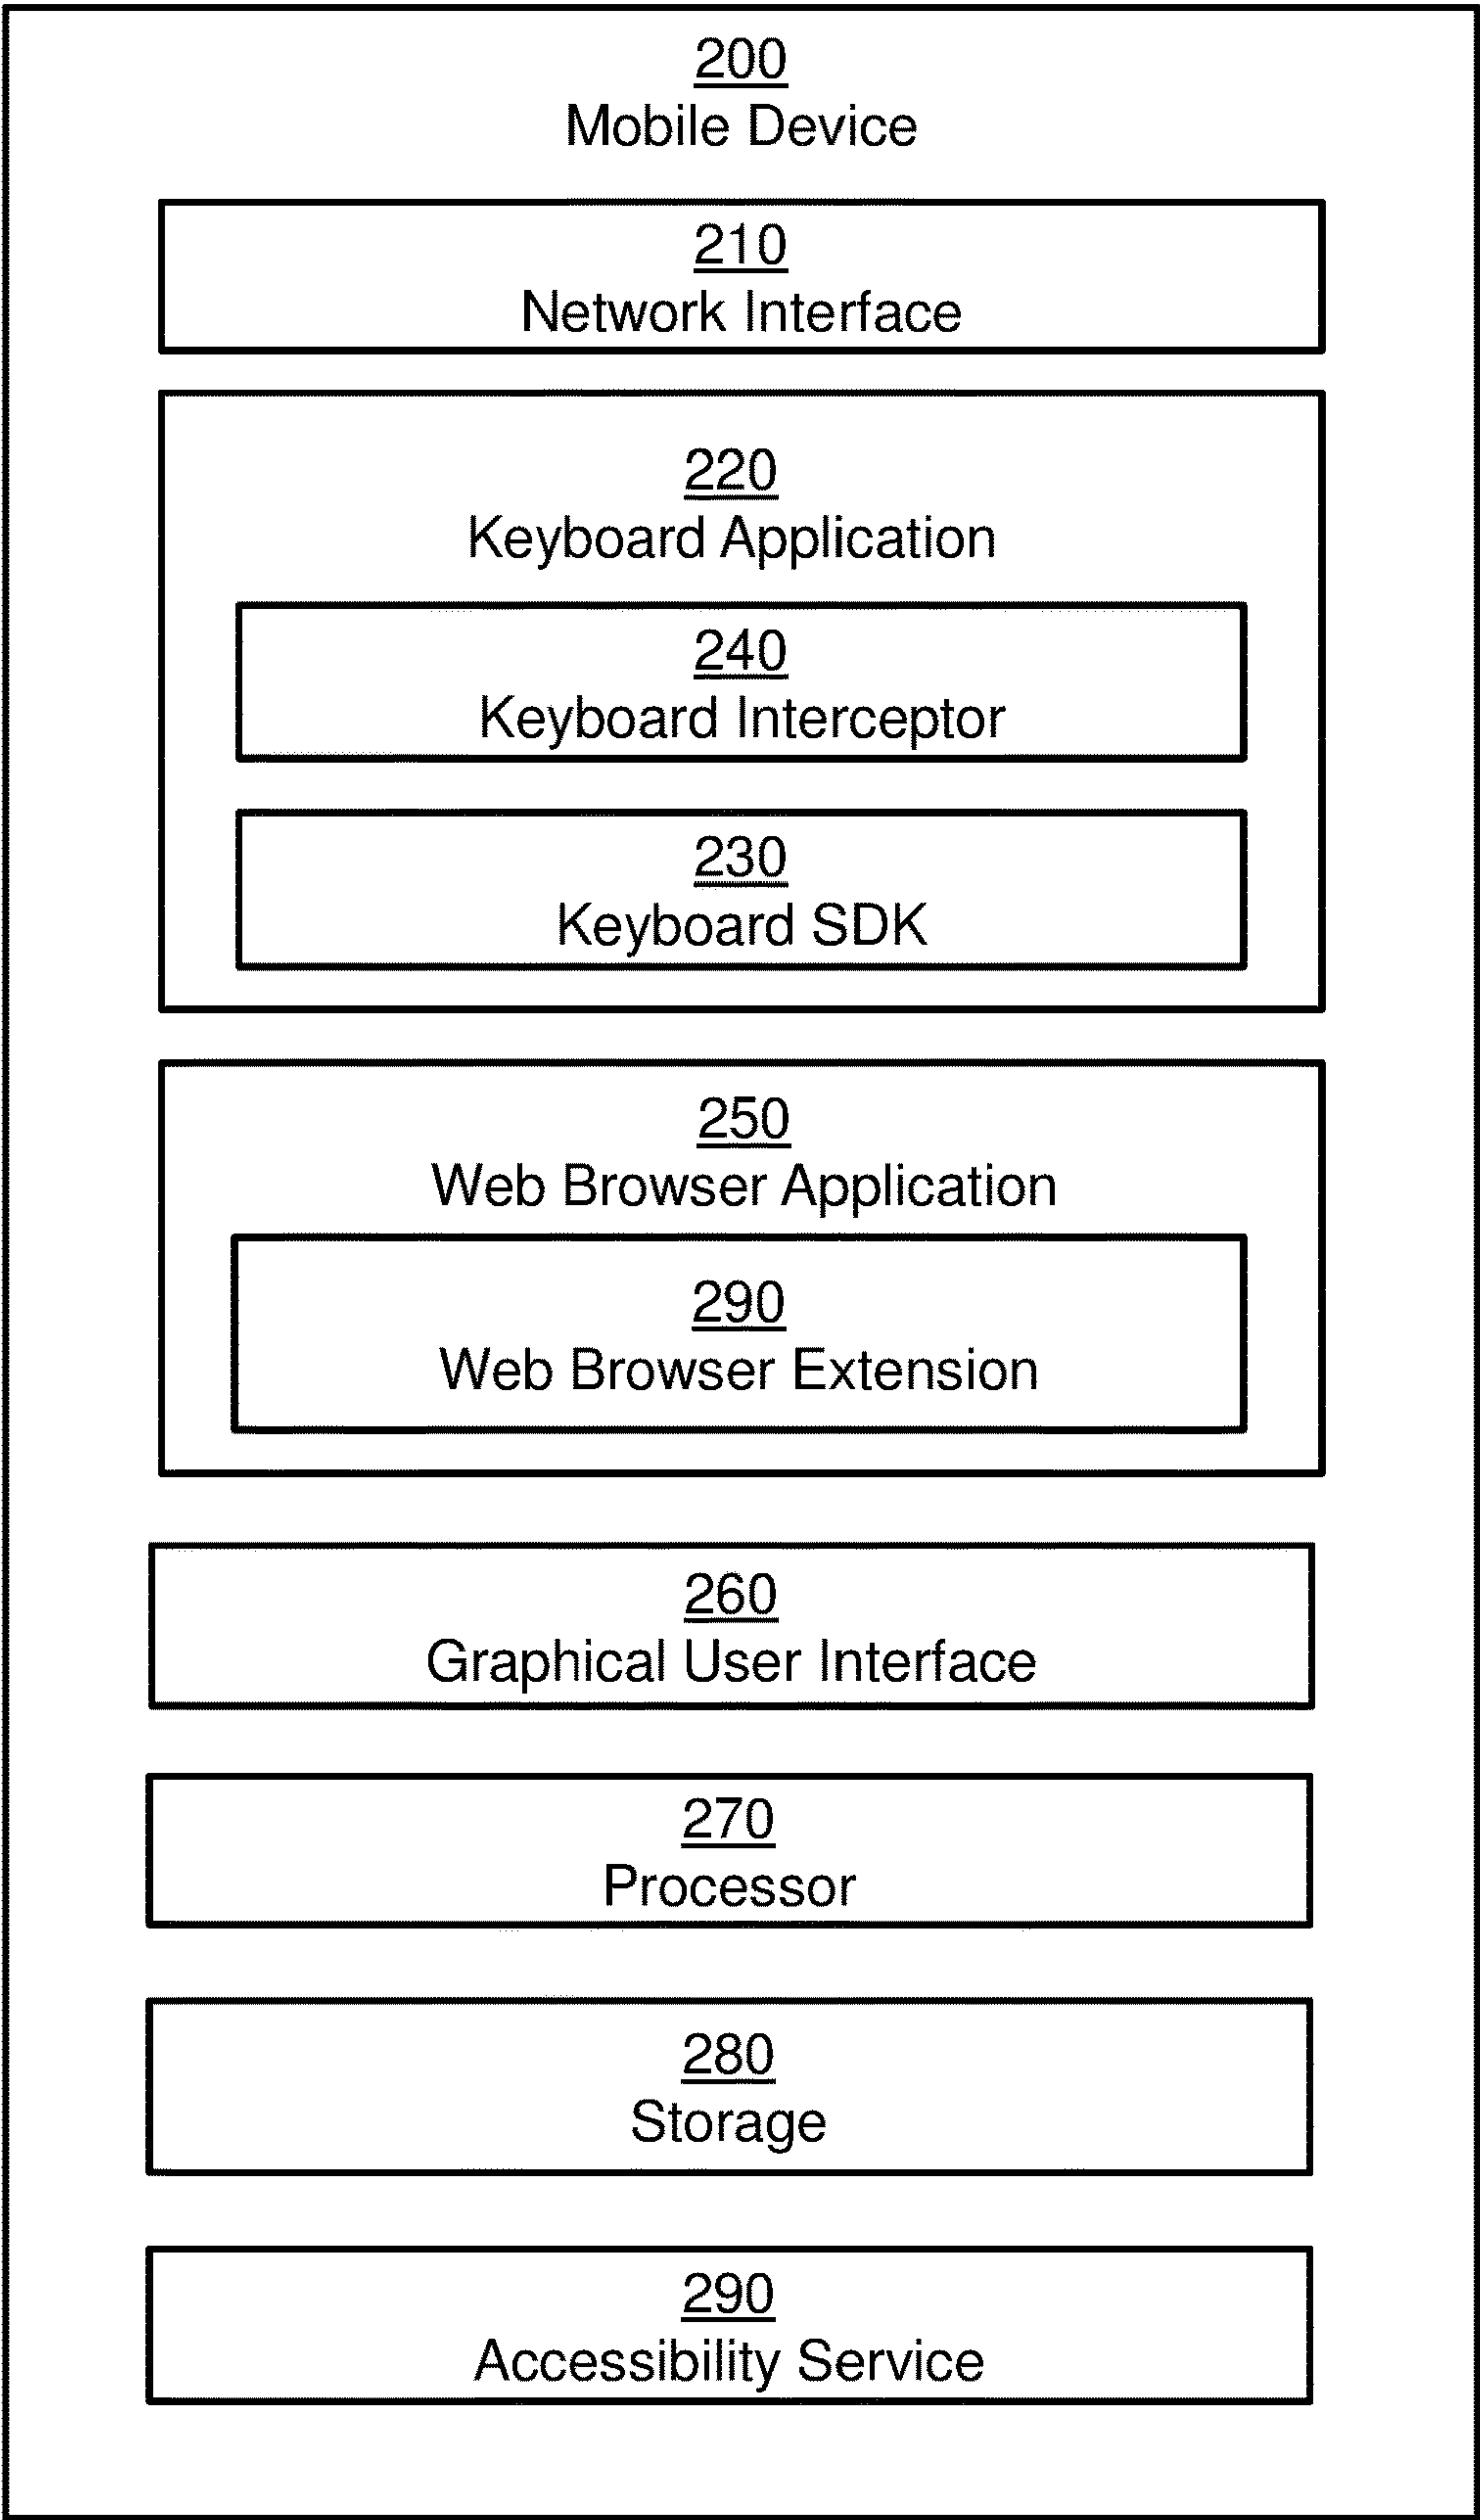 200
Mobile Device
210
Network Interface
220
Keyboard Application
240
Keyboard Interceptor
230
Keyboard SDK
250
Web Browser Application
290
Web Browser Extension
260
Graphical User Interface
270
Processor
280
Storage
290
Accessibility Service